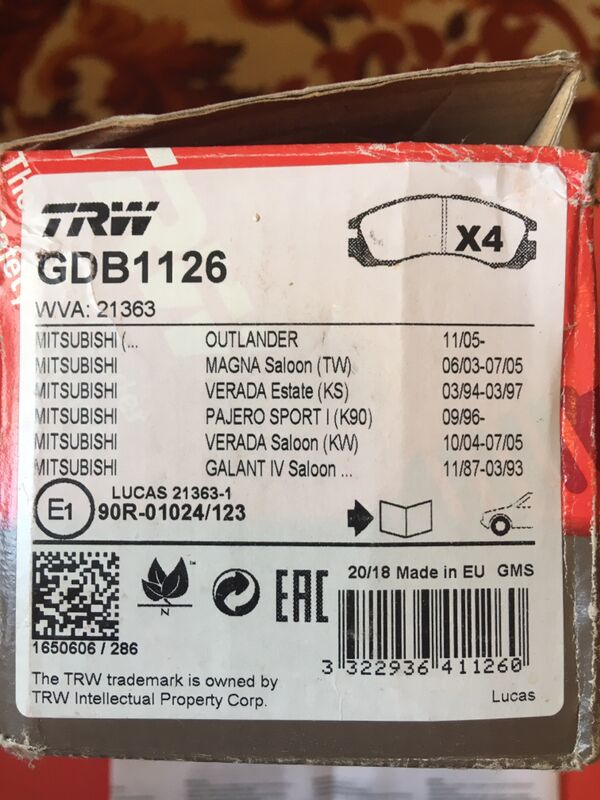 TRW
GDB1126
X4
WVA: 21363
MITSUBISHI (... OUTLANDER 11/05-
MITSUBISHI MAGNA Saloon (TW) 06/03-07/05
MITSUBISHI VERADA Estate (KS) 03/94-03/97
MITSUBISHI PAJERO SPORT I (K90) 09/96-
MITSUBISHI VERADA Saloon (KW) 10/04-07/05
MITSUBISHI GALANT IV Saloon ... 11/87-03/93
LUCAS 21363-1
E1 90R-01024/123
20/18 Made in EU GMS
N
EAC
1650606 / 286
3 322936 411260
The TRW trademark is owned by
TRW Intellectual Property Corp.
Lucas